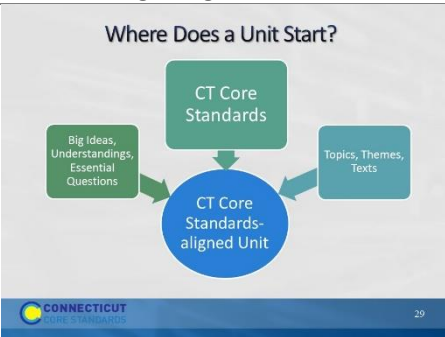 Where Does a Unit Start?
CT Core
Standards
Big Ideas,
Understandings,
Essential
Questions
Topics, Themes,
Texts
CT Core
Standards-
aligned Unit
CONNECTICUT
CORE STANDARDS
29